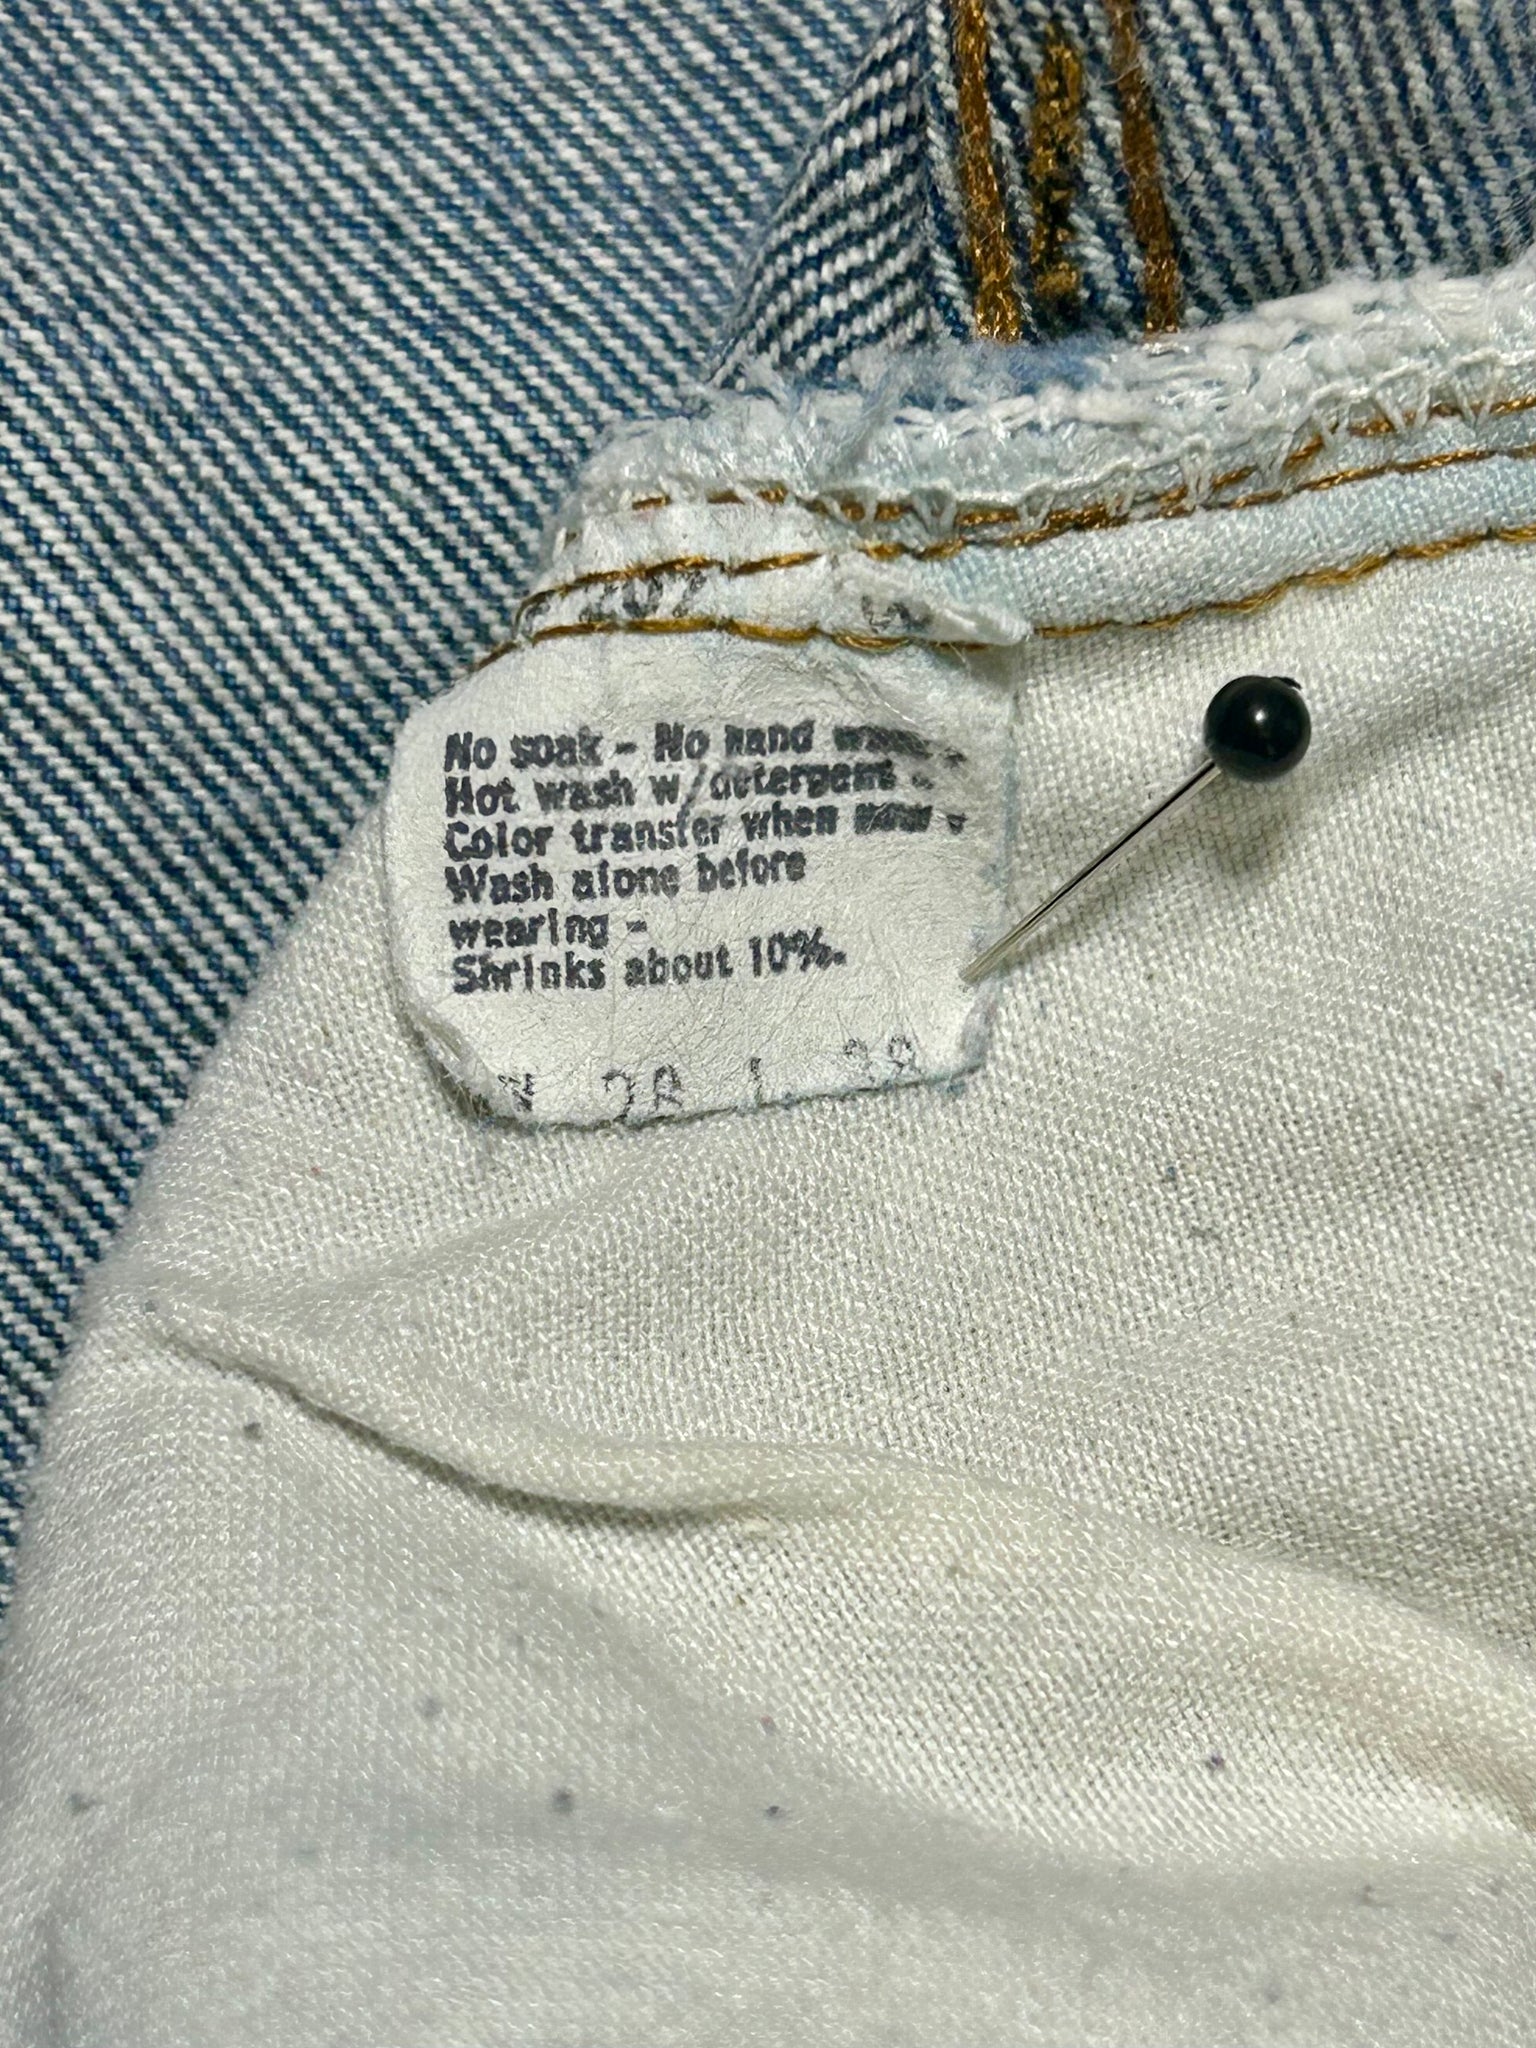 No soak - No hand
Hot wash w/detergent
Color transfer when
Wash alone before
wearing -
Shrinks about 10%.